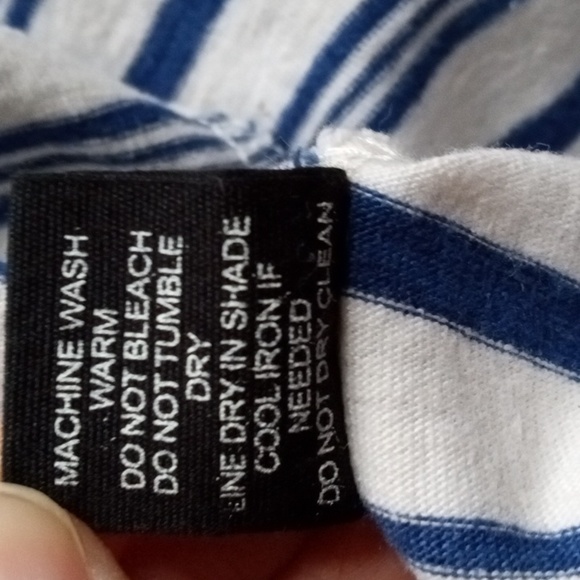 MACHINE WASH
WARM
DO NOT BLEACH
DO NOT TUMBLE
DRY
LINE DRY IN SHADE
COOL IRON IF
NEEDED
DO NOT DRY CLEAN